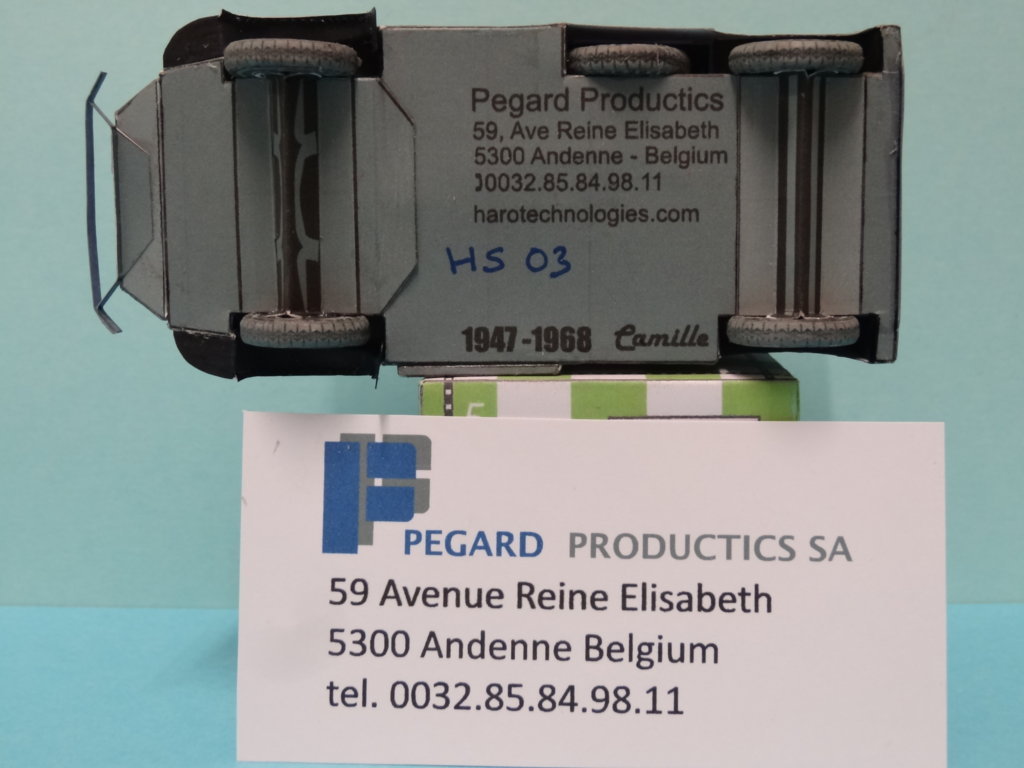 Pegard Productics
59, Ave Reine Elisabeth
5300 Andenne - Belgium
0032.85.84.98.11
harotechnologies.com
HS 03
1947-1968 Camille
5
PEGARD PRODUCTICS SA
59 Avenue Reine Elisabeth
5300 Andenne Belgium
tel. 0032.85.84.98.11